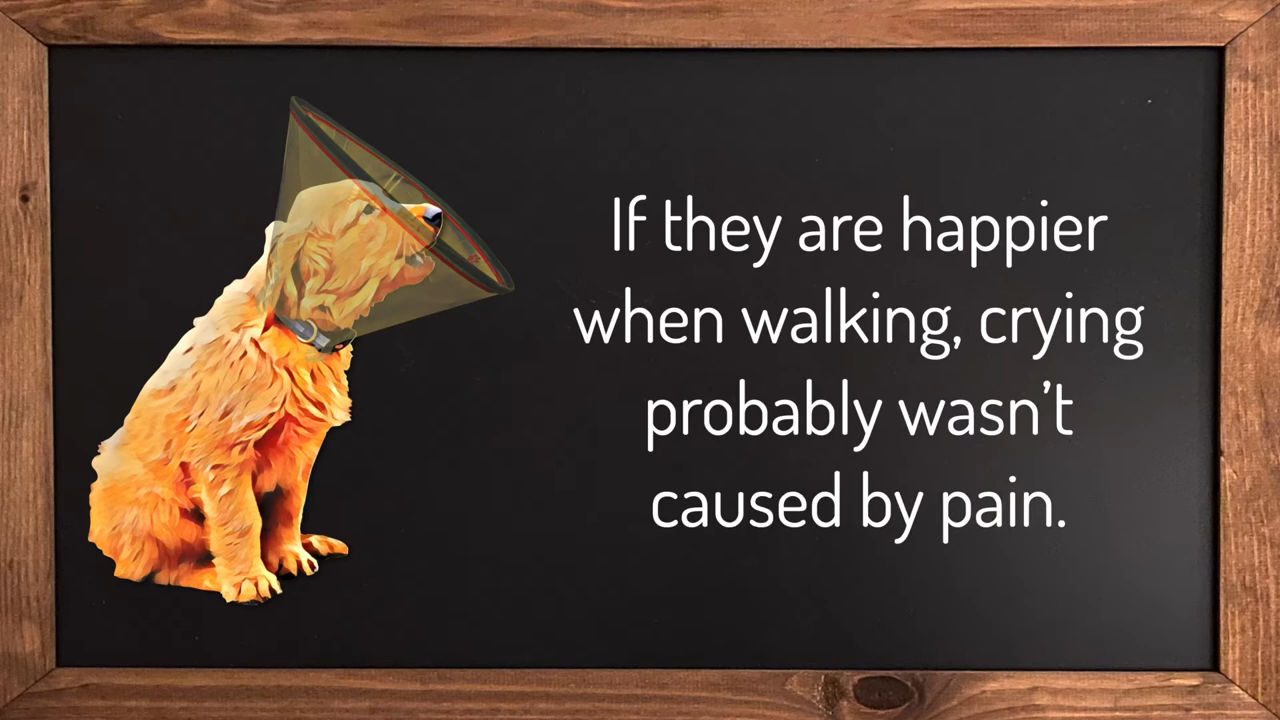 If they are happier
when walking, crying
probably wasn’t
caused by pain.